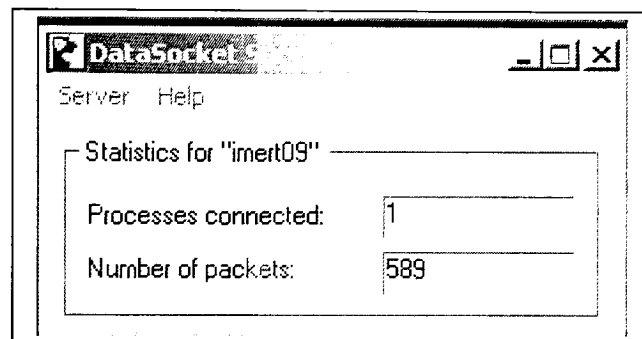 DataSocket
Server Help
Statistics for "imert09"
Processes connected: 1
Number of packets: 589